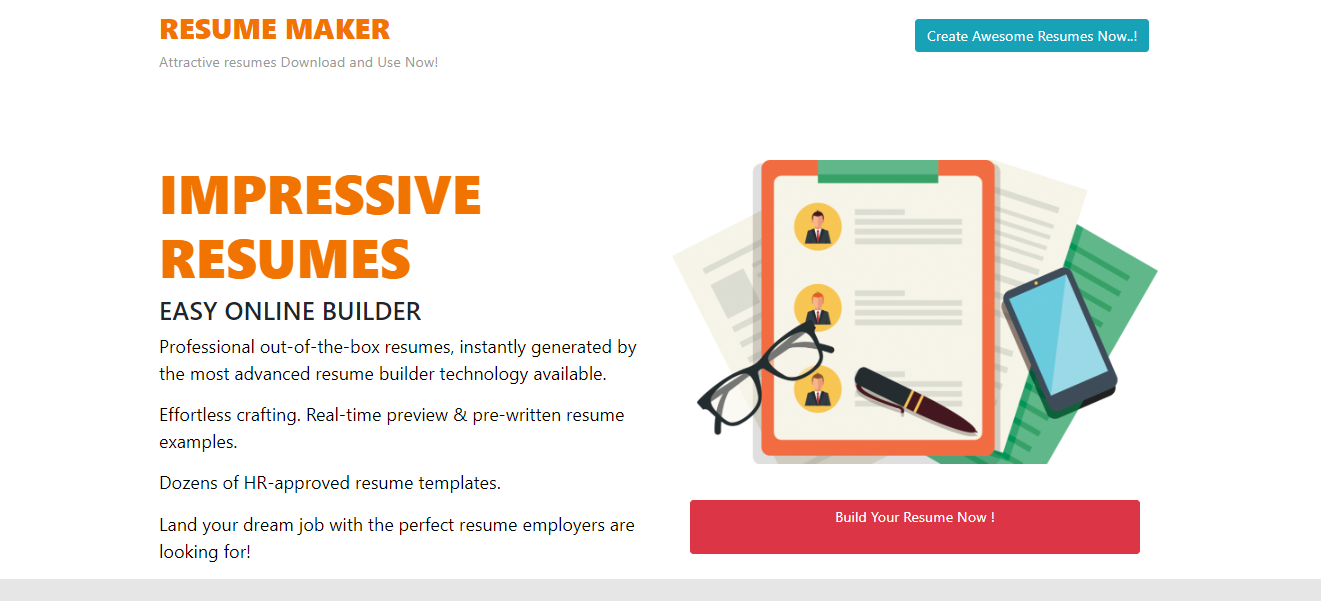 RESUME MAKER
Attractive resumes Download and Use Now!
Create Awesome Resumes Now..!
IMPRESSIVE
RESUMES
EASY ONLINE BUILDER
Professional out-of-the-box resumes, instantly generated by
the most advanced resume builder technology available.
Effortless crafting. Real-time preview & pre-written resume
examples.
Dozens of HR-approved resume templates.
Land your dream job with the perfect resume employers are
looking for!
Build Your Resume Now !